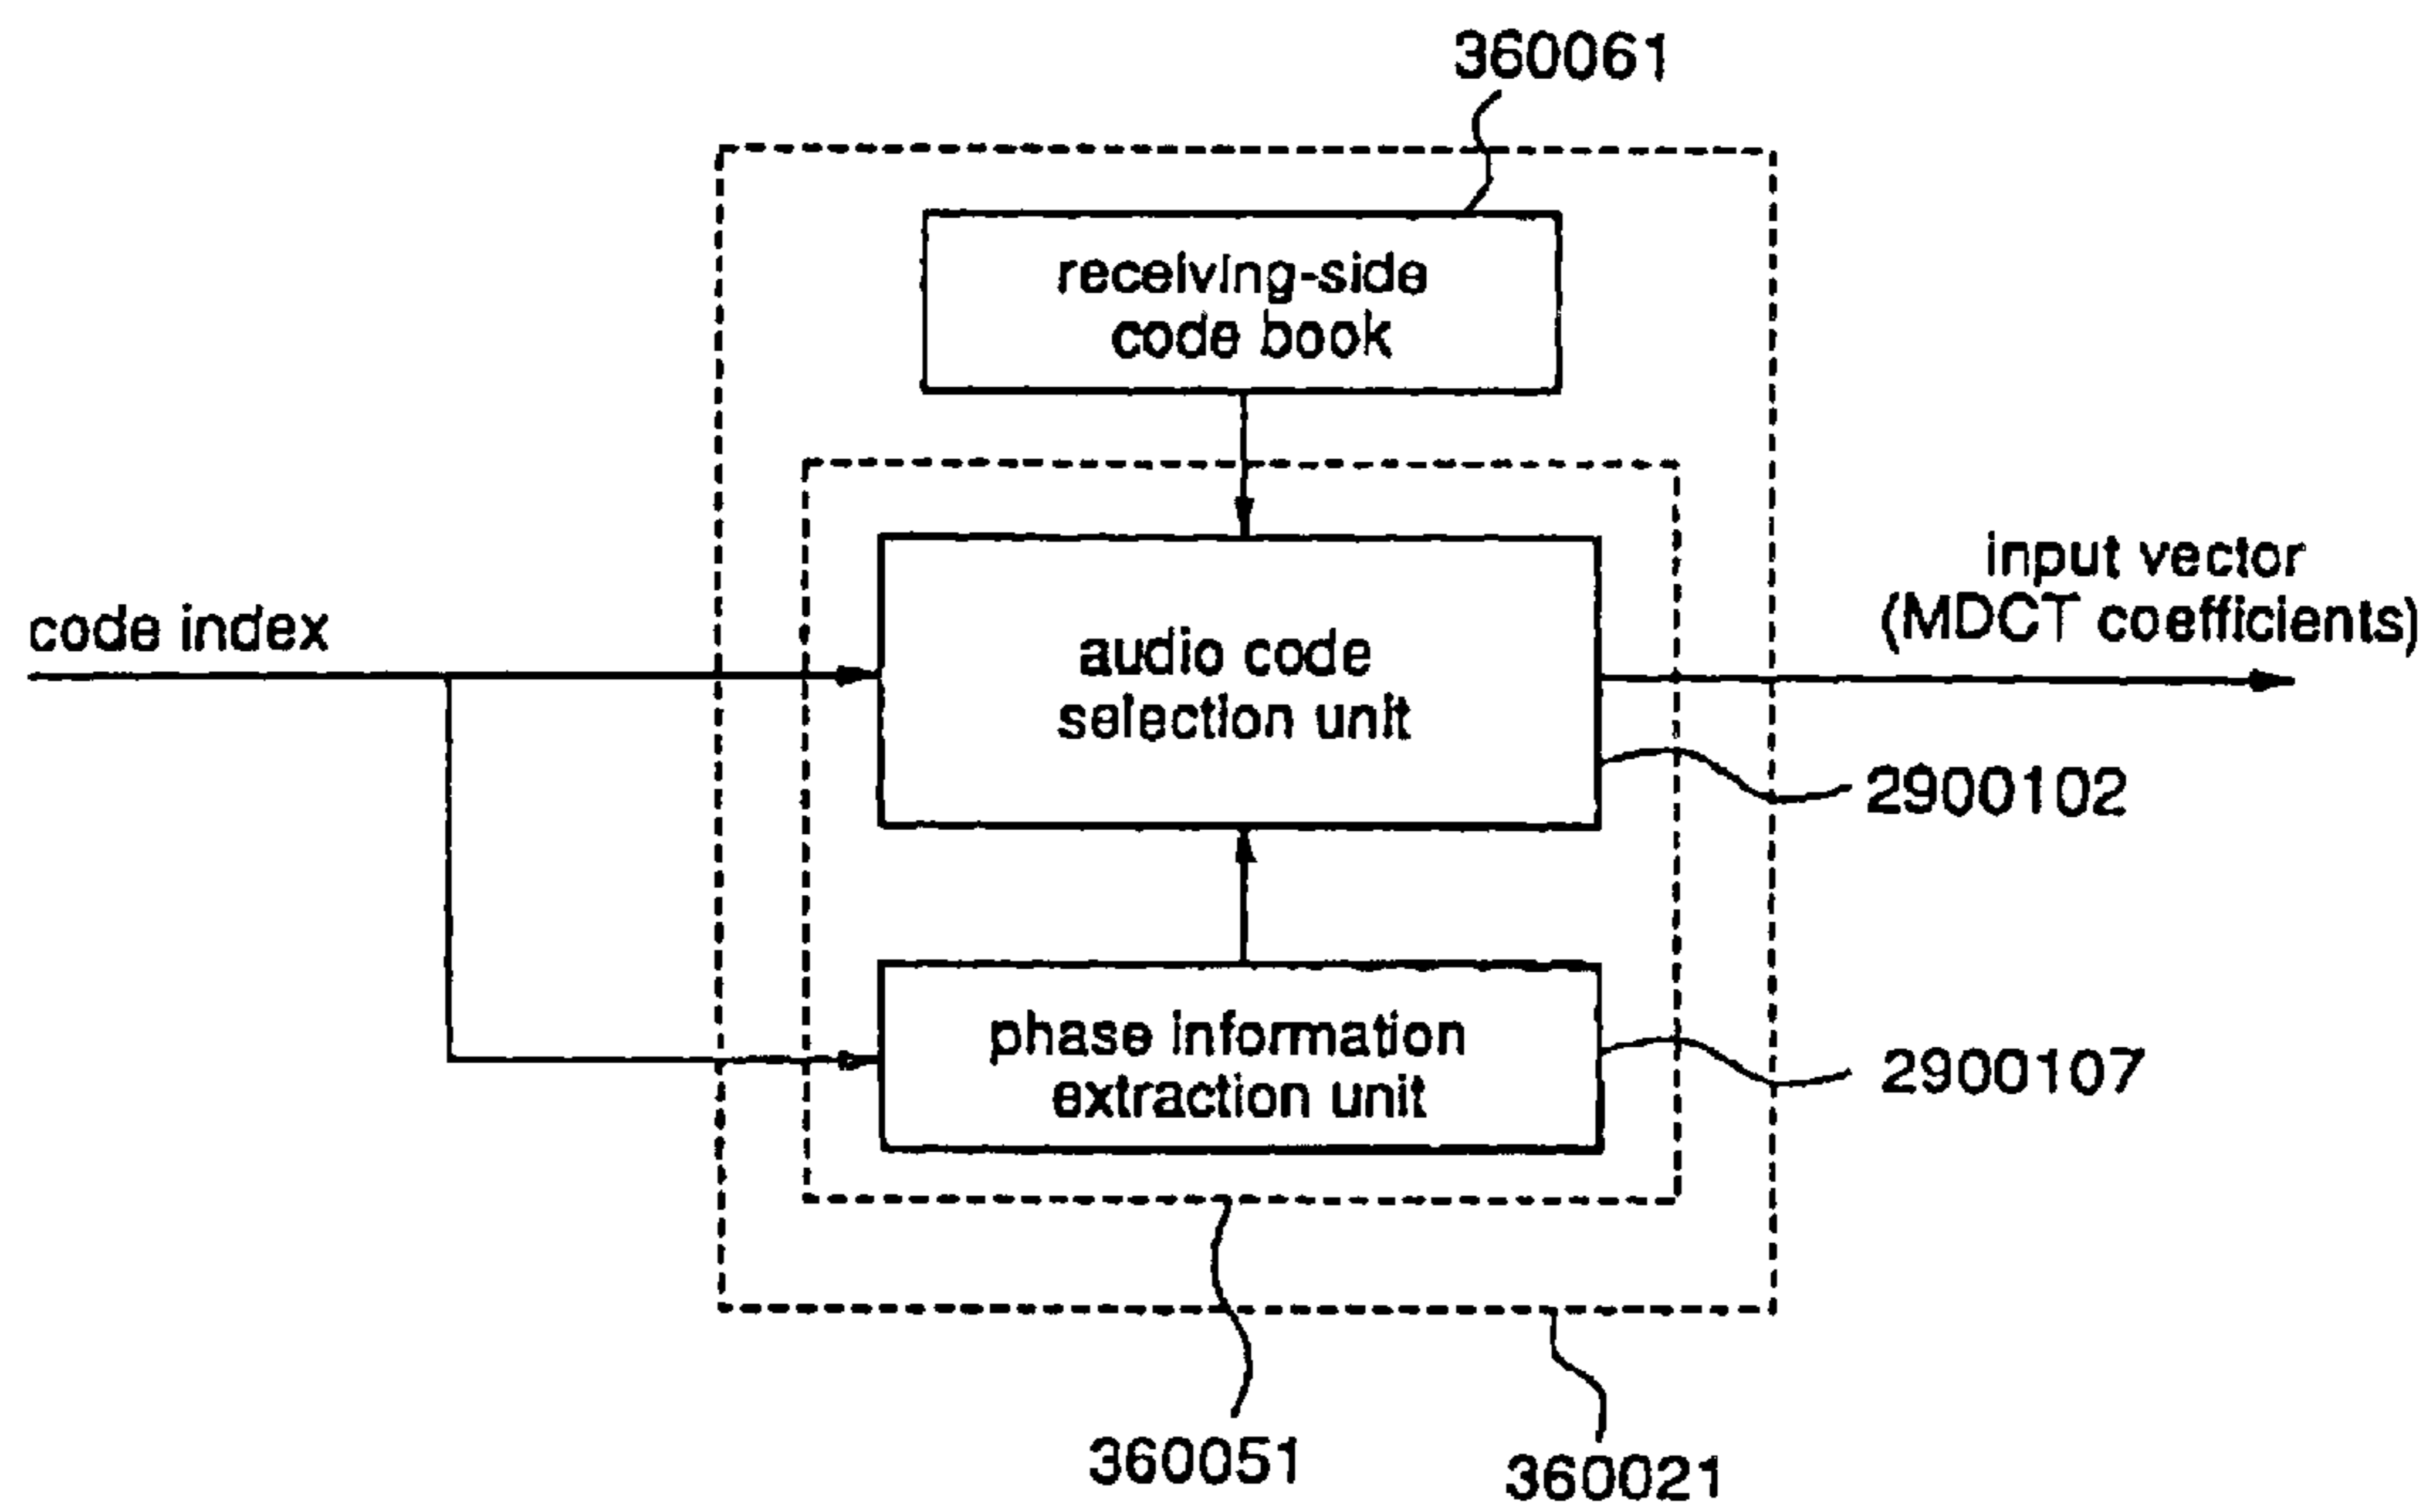 360061
receiving-side
code book
input vector
(MDCT coefficients)
code index
audio code
selection unit
2900102
phase information
extraction unit
2900107
360051
360021